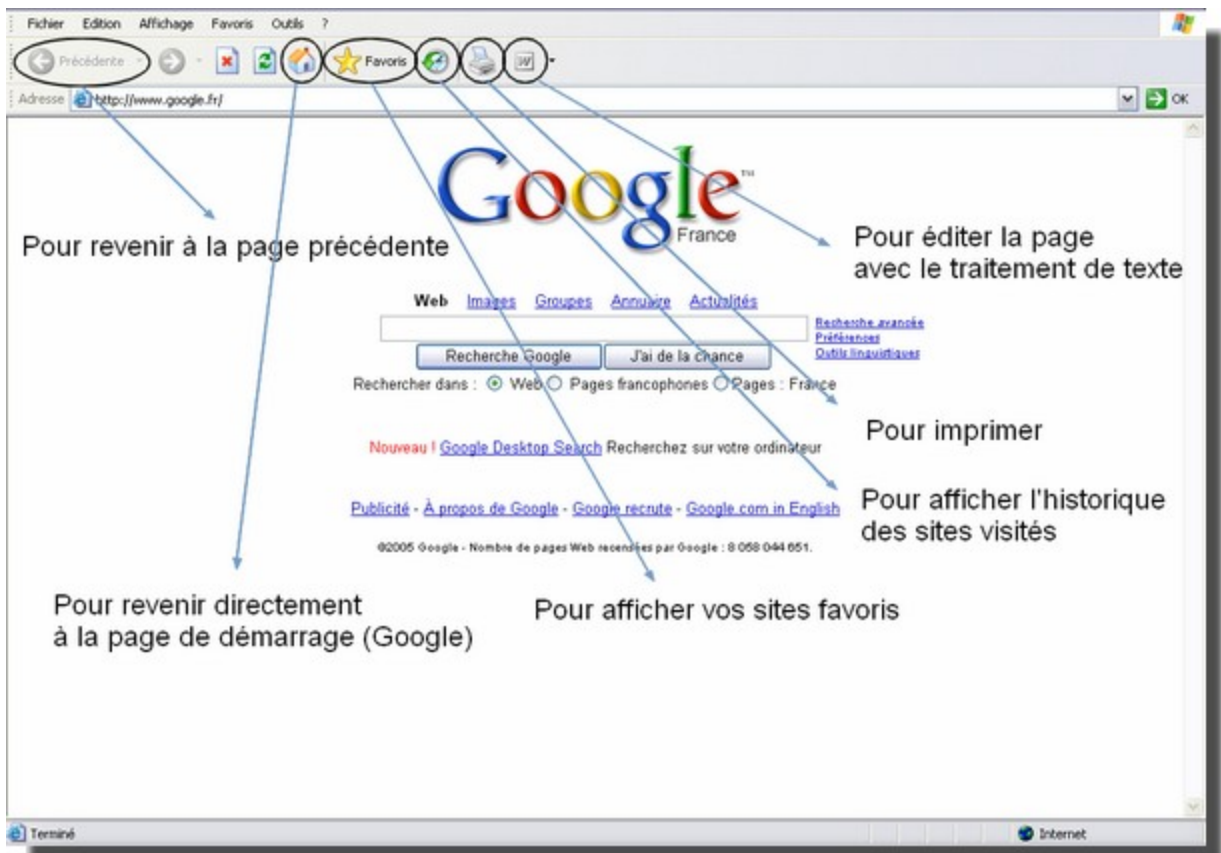 Fichier Edition Affichage Favoris Outils ?
Précédente Favoris W
Adresse http://www.google.fr/ OK
Google™
France
Pour revenir à la page précédente
Pour éditer la page
avec le traitement de texte
Web Images Groupes Annuaire Actualités
Recherche avancée
Préférences
Outils linguistiques
Recherche Google J'ai de la chance
Rechercher dans : Web Pages francophones Pages : France
Pour imprimer
Nouveau ! Google Desktop Search Recherchez sur votre ordinateur
Pour afficher l'historique
des sites visités
Publicité - À propos de Google - Google recrute - Google.com in English
©2005 Google - Nombre de pages Web recensées par Google : 8 058 044 651.
Pour revenir directement
à la page de démarrage (Google)
Pour afficher vos sites favoris
Terminé Internet